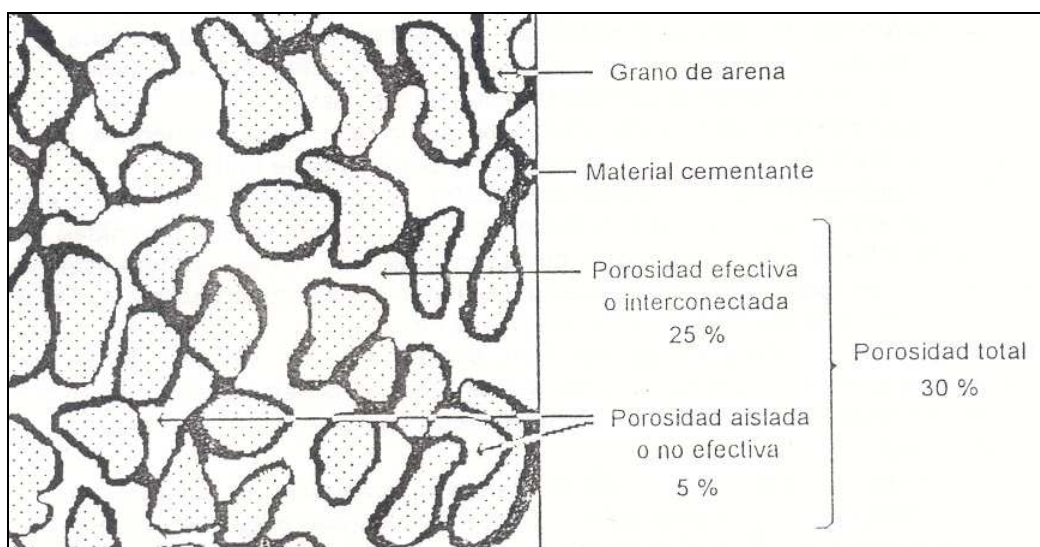 Grano de arena
Material cementante
Porosidad efectiva
o interconectada
25 %
Porosidad total
30 %
Porosidad aislada
o no efectiva
5 %